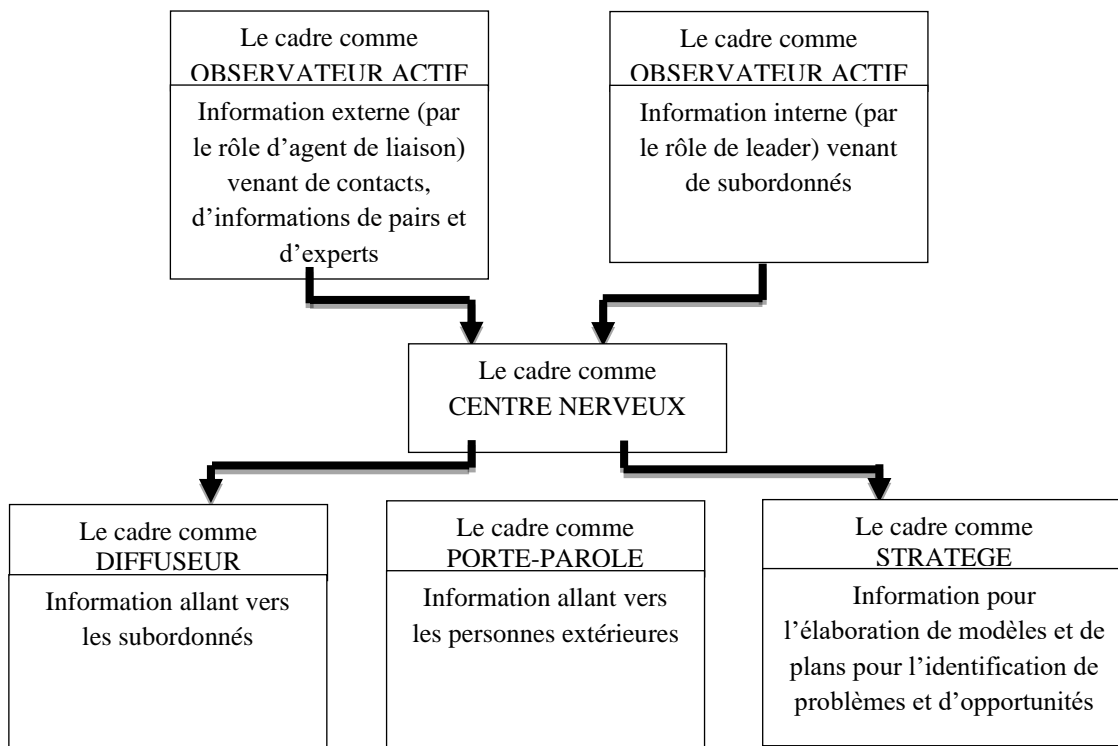 Le cadre comme
OBSERVATEUR ACTIF
Information externe (par
le rôle d’agent de liaison)
venant de contacts,
d’informations de pairs et
d’experts
Le cadre comme
OBSERVATEUR ACTIF
Information interne (par
le rôle de leader) venant
de subordonnés
Le cadre comme
CENTRE NERVEUX
Le cadre comme
DIFFUSEUR
Information allant vers
les subordonnés
Le cadre comme
PORTE-PAROLE
Information allant vers
les personnes extérieures
Le cadre comme
STRATEGE
Information pour
l’élaboration de modèles et de
plans pour l’identification de
problèmes et d’opportunités